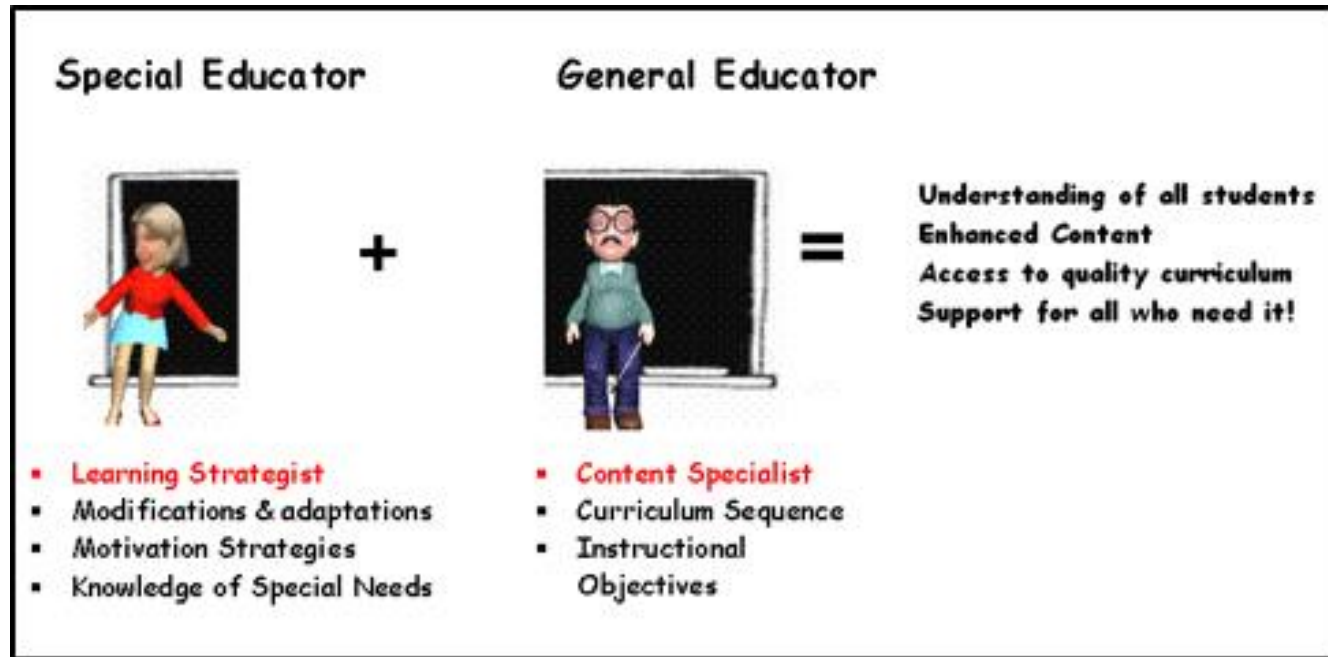 Special Educator
General Educator
+
=
Understanding of all students
Enhanced Content
Access to quality curriculum
Support for all who need it!
▪ Learning Strategist
▪ Modifications & adaptations
▪ Motivation Strategies
▪ Knowledge of Special Needs
▪ Content Specialist
▪ Curriculum Sequence
▪ Instructional
Objectives